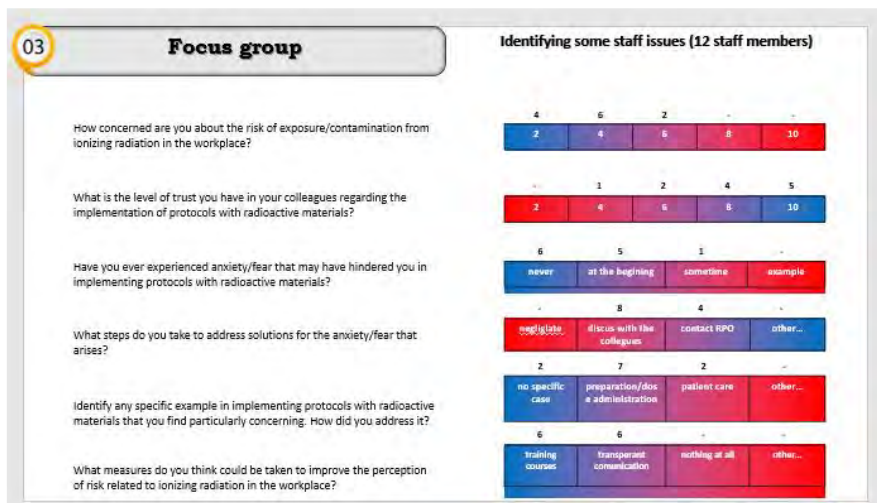 03
Focus group
Identifying some staff issues (12 staff members)
How concerned are you about the risk of exposure/contamination from
ionizing radiation in the workplace?
4 6 2 - -
2 4 6 8 10
What is the level of trust you have in your colleagues regarding the
implementation of protocols with radioactive materials?
- 1 2 4 5
2 4 6 8 10
Have you ever experienced anxiety/fear that may have hindered you in
implementing protocols with radioactive materials?
6 5 1 -
never at the begining sometime example
What steps do you take to address solutions for the anxiety/fear that
arises?
- 8 4 -
negligiate discus with the contact RPO other...
collegues
Identify any specific example in implementing protocols with radioactive
materials that you find particularly concerning. How did you address it?
2 7 2 -
no specific preparation/dos patient care other...
case e administration
What measures do you think could be taken to improve the perception
of risk related to ionizing radiation in the workplace?
6 6 - -
training transperant nothing at all other...
courses comunication